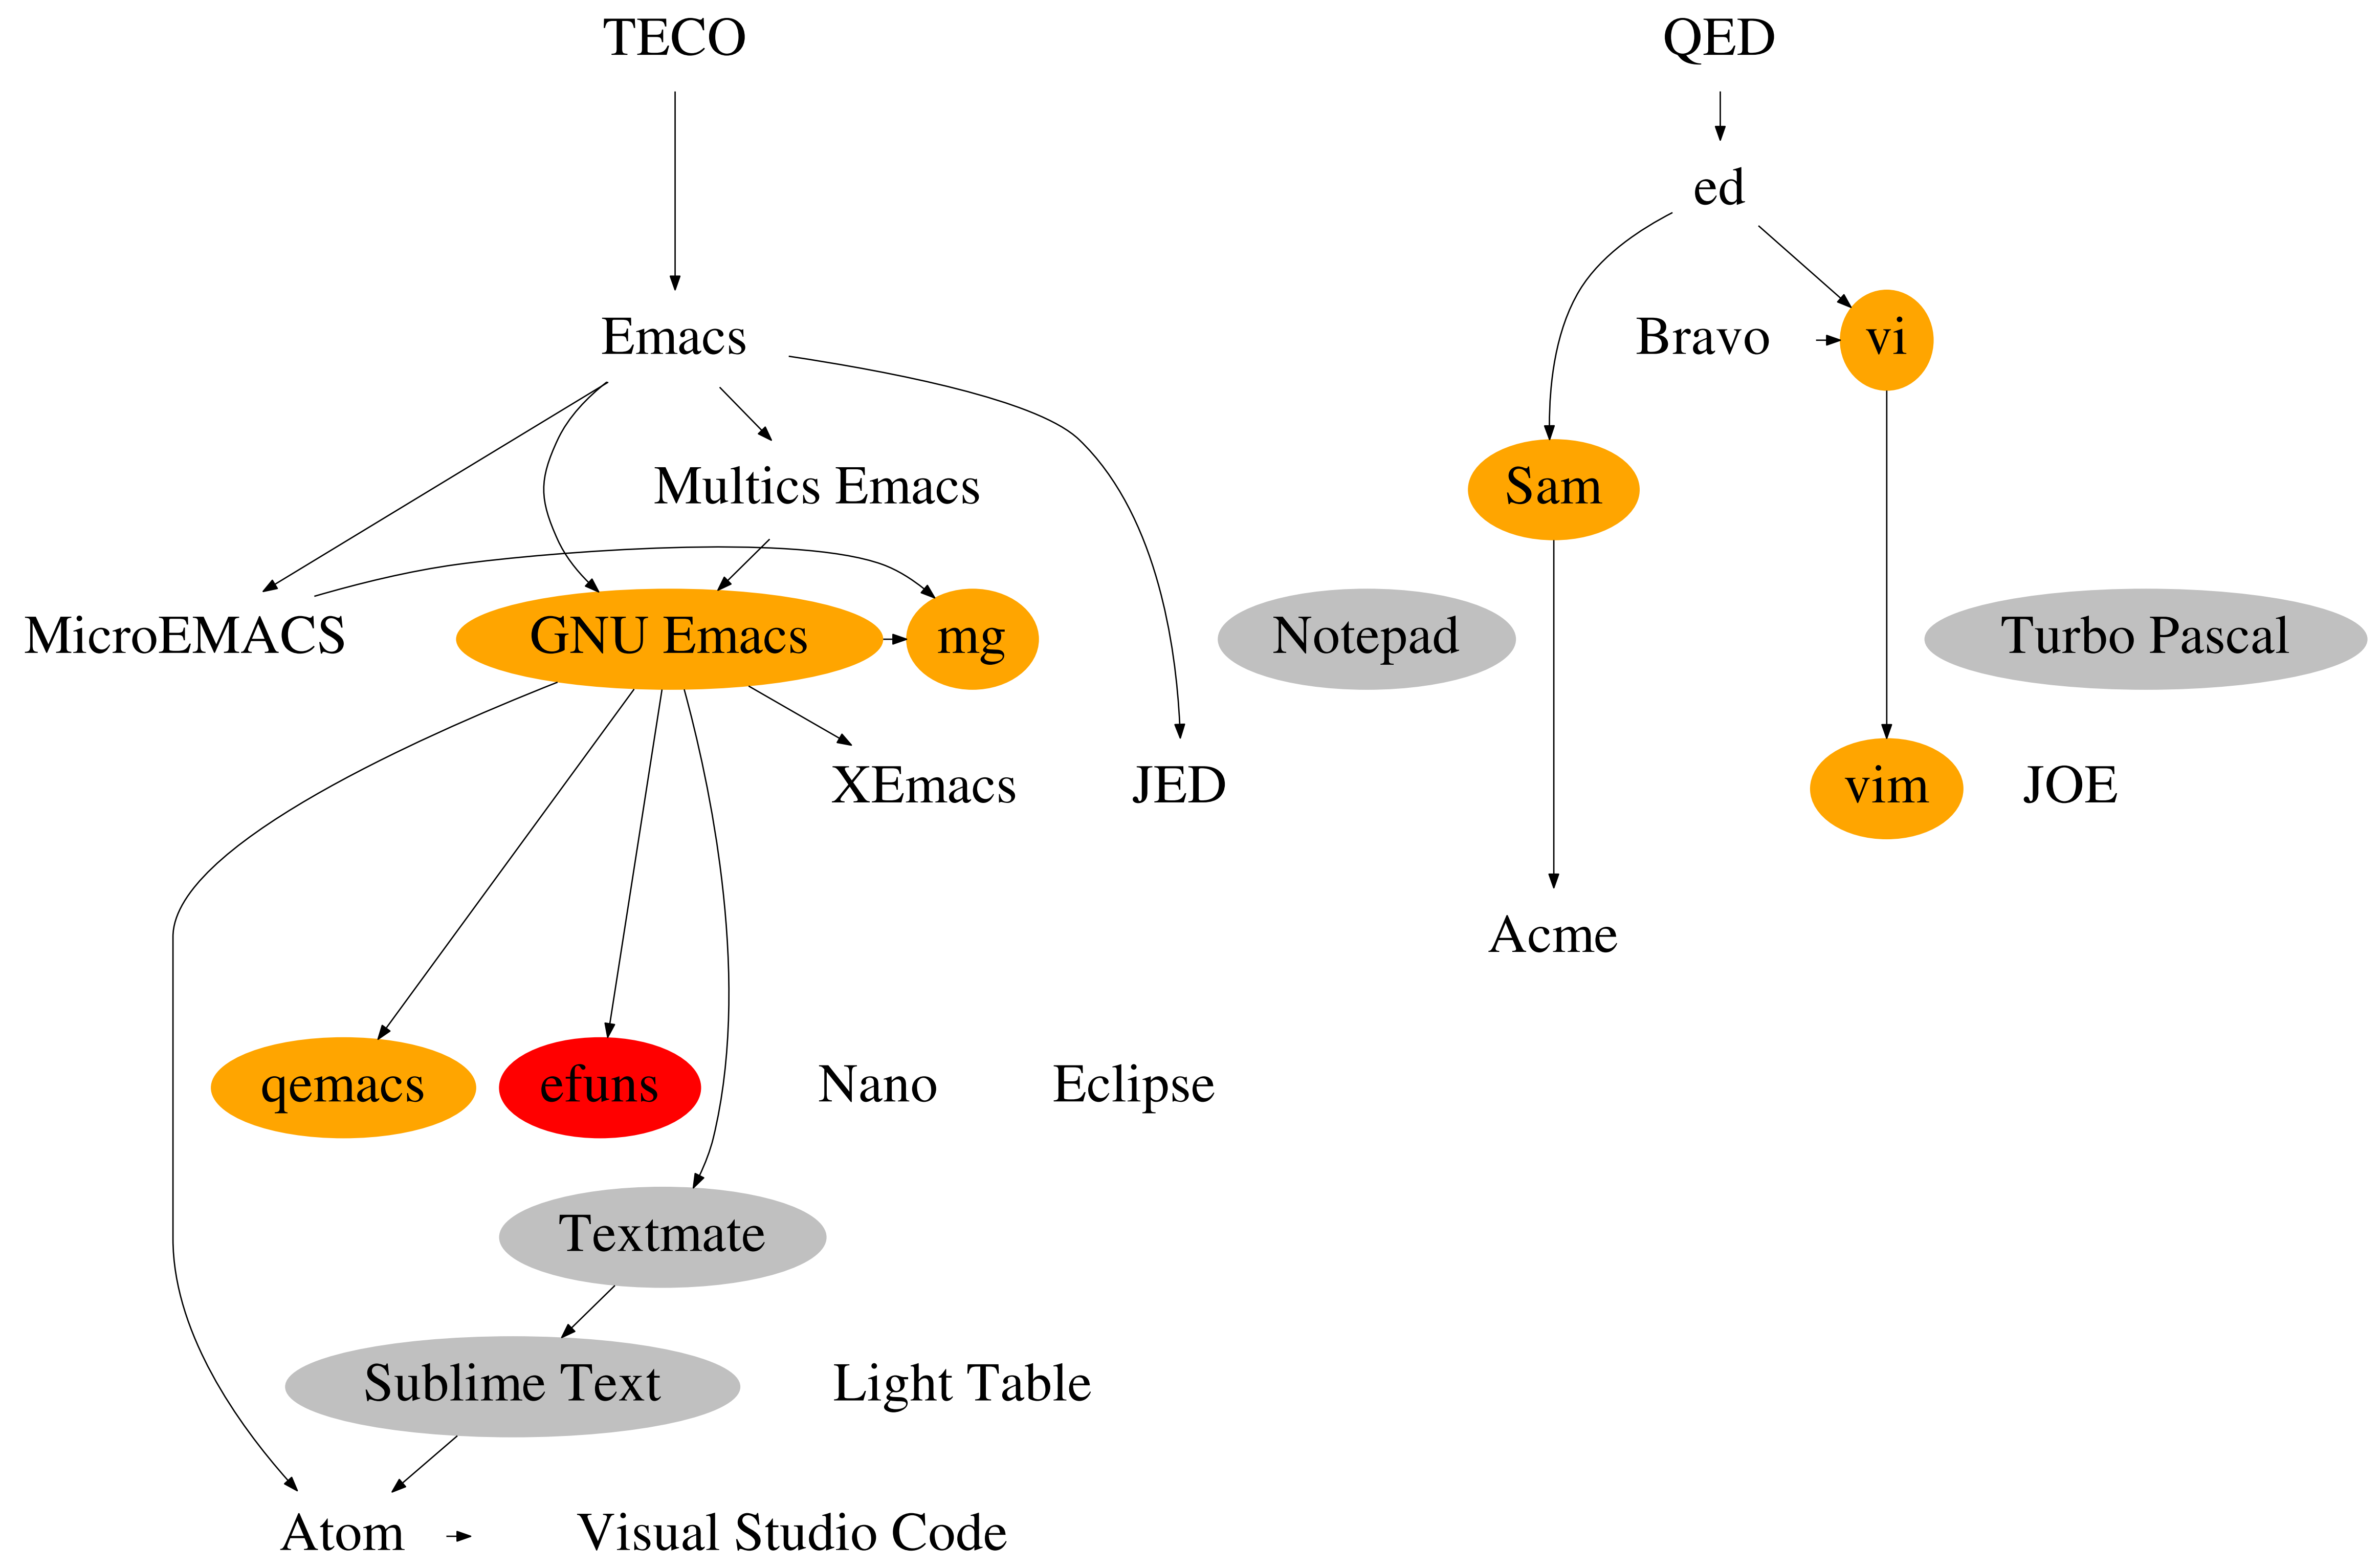 TECO
QED
ed
Emacs
Bravo
vi
Multics Emacs
Sam
MicroEMACS
GNU Emacs
mg
Notepad
Turbo Pascal
XEmacs
JED
vim
JOE
Acme
qemacs
efuns
Nano
Eclipse
Textmate
Sublime Text
Light Table
Atom
Visual Studio Code